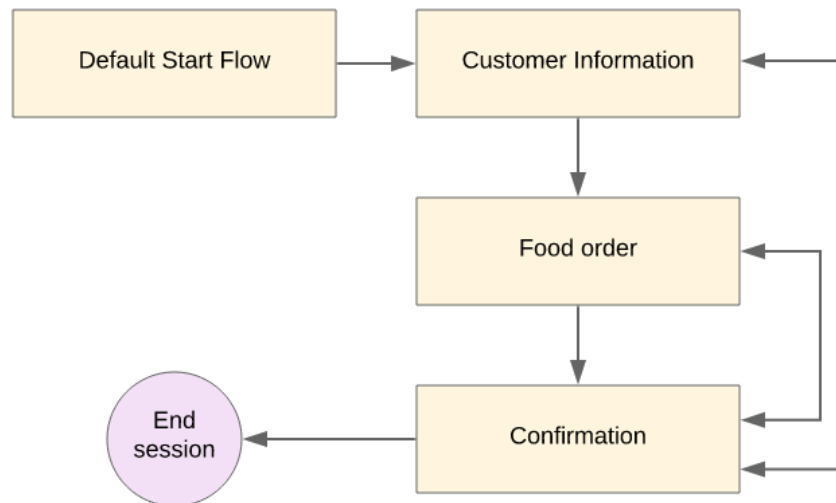 Default Start Flow
Customer Information
Food order
Confirmation
End
session